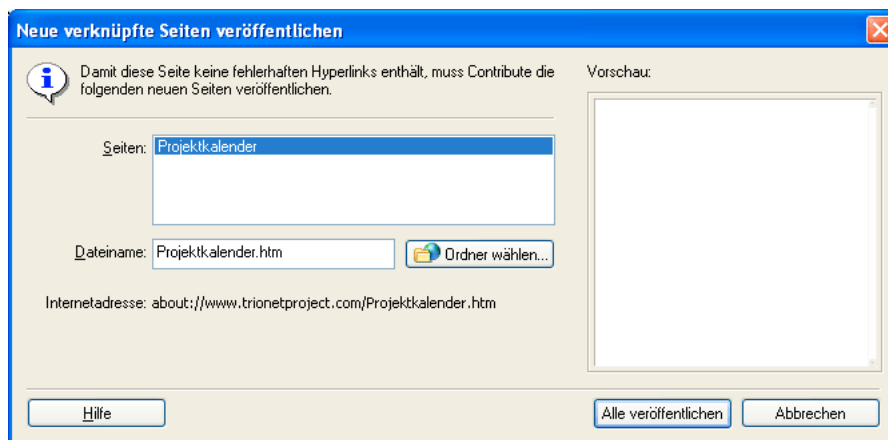 Neue verknüpfte Seiten veröffentlichen
Damit diese Seite keine fehlerhaften Hyperlinks enthält, muss Contribute die
folgenden neuen Seiten veröffentlichen.
Vorschau:
Seiten: Projektkalender
Dateiname: Projektkalender.htm Ordner wählen...
Internetadresse: about://www.trionetproject.com/Projektkalender.htm
Hilfe Alle veröffentlichen Abbrechen